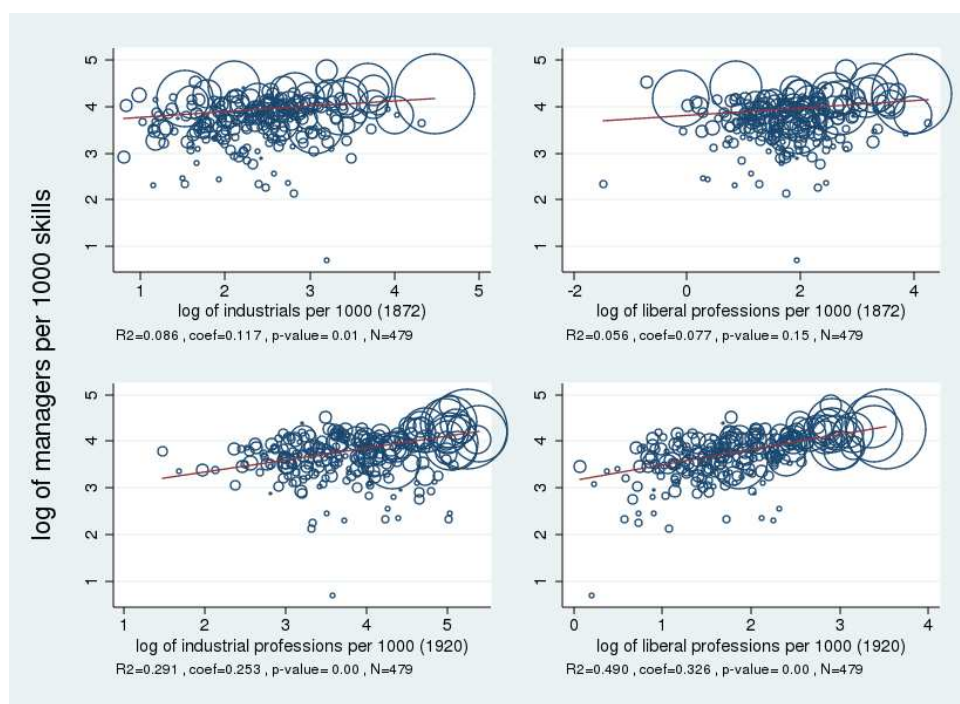 log of managers per 1000 skills
5
4
3
2
1
1 2 3 4 5
log of industrials per 1000 (1872)
R2=0.086 , coef=0.117 , p-value= 0.01 , N=479
5
4
3
2
1
-2 0 2 4
log of liberal professions per 1000 (1872)
R2=0.056 , coef=0.077 , p-value= 0.15 , N=479
5
4
3
2
1
1 2 3 4 5
log of industrial professions per 1000 (1920)
R2=0.291 , coef=0.253 , p-value= 0.00 , N=479
5
4
3
2
1
0 1 2 3 4
log of liberal professions per 1000 (1920)
R2=0.490 , coef=0.326 , p-value= 0.00 , N=479